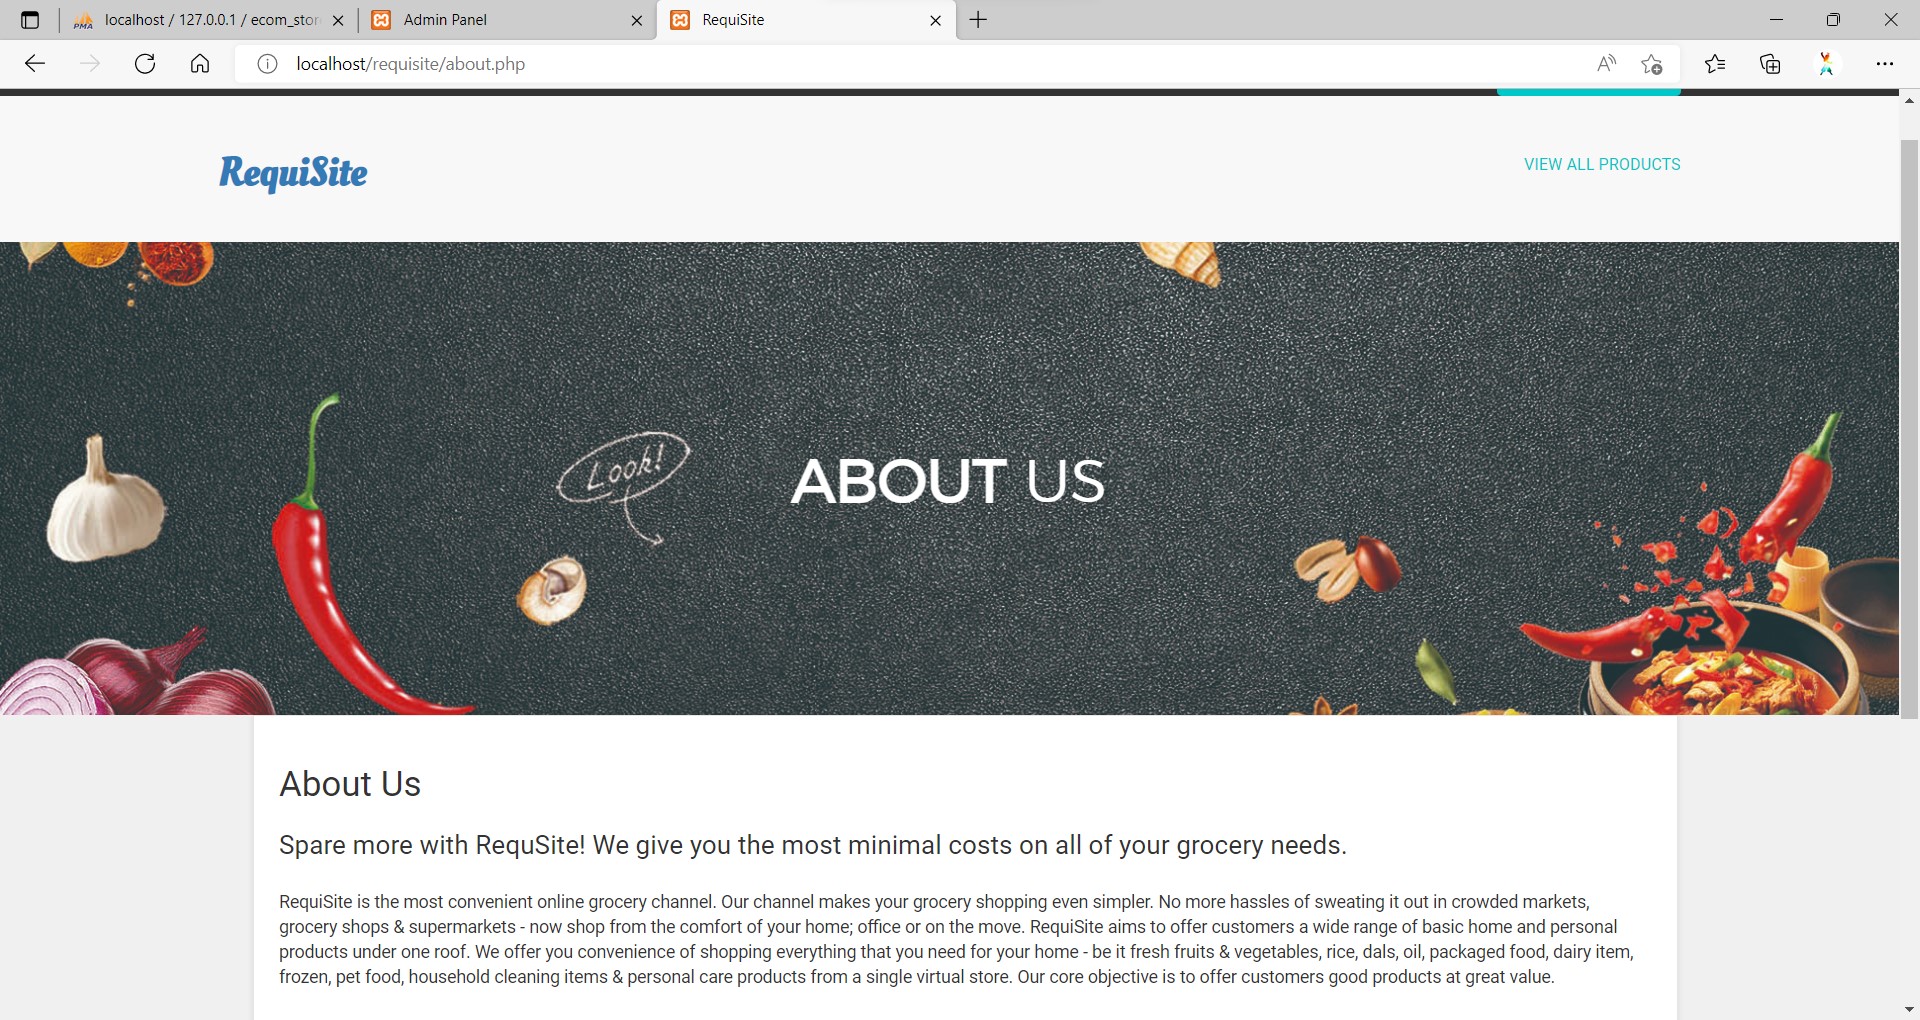 localhost / 127.0.0.1 / ecom_stor
Admin Panel
RequiSite
localhost/requisite/about.php
RequiSite
VIEW ALL PRODUCTS
Look!
ABOUT US
About Us
Spare more with RequSite! We give you the most minimal costs on all of your grocery needs.
RequiSite is the most convenient online grocery channel. Our channel makes your grocery shopping even simpler. No more hassles of sweating it out in crowded markets,
grocery shops & supermarkets - now shop from the comfort of your home; office or on the move. RequiSite aims to offer customers a wide range of basic home and personal
products under one roof. We offer you convenience of shopping everything that you need for your home - be it fresh fruits & vegetables, rice, dals, oil, packaged food, dairy item,
frozen, pet food, household cleaning items & personal care products from a single virtual store. Our core objective is to offer customers good products at great value.